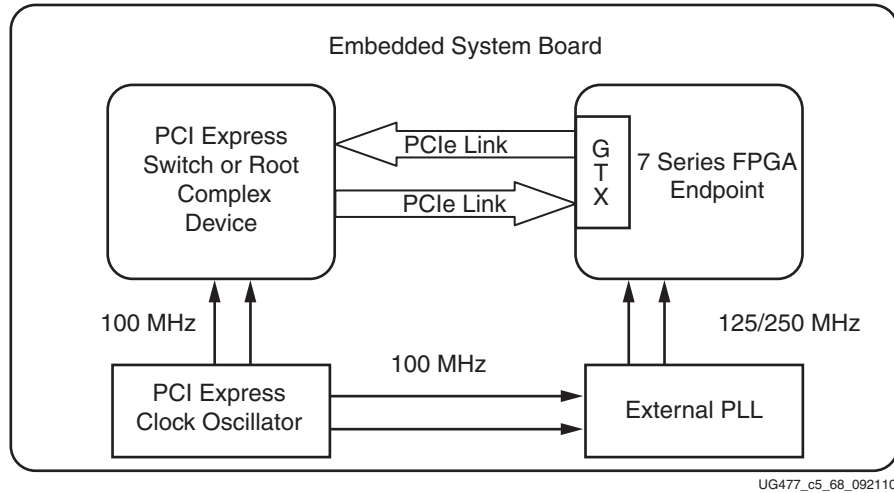 Embedded System Board
PCI Express
Switch or Root
Complex
Device
PCIe Link
PCIe Link
G
T
X
7 Series FPGA
Endpoint
100 MHz
125/250 MHz
100 MHz
PCI Express
Clock Oscillator
External PLL
UG477_c5_68_092110